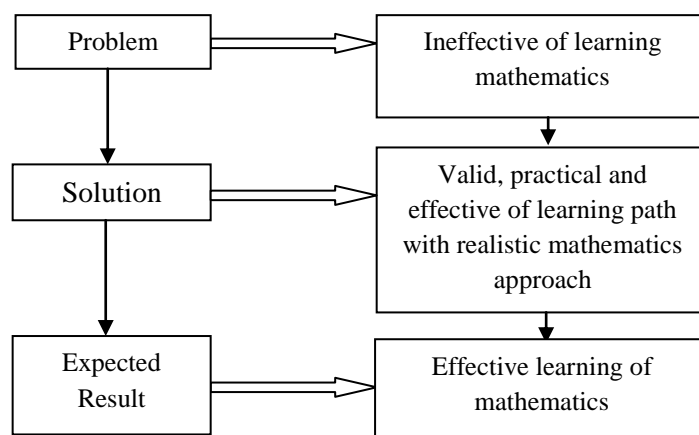 Problem
Ineffective of learning
mathematics
Solution
Valid, practical and
effective of learning path
with realistic mathematics
approach
Expected
Result
Effective learning of
mathematics